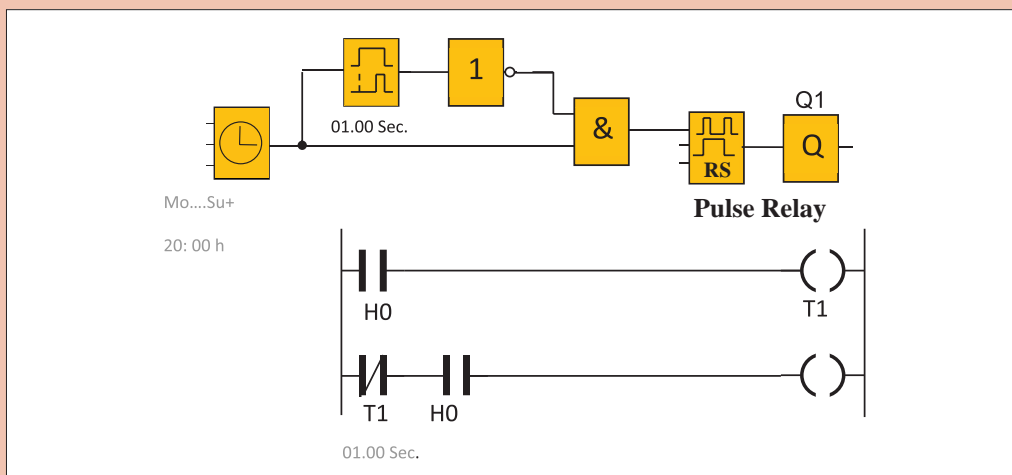 1
01.00 Sec.
&
Q1
Q
RS
Pulse Relay
Mo....Su+
20: 00 h
H0
T1
T1
H0
01.00 Sec.